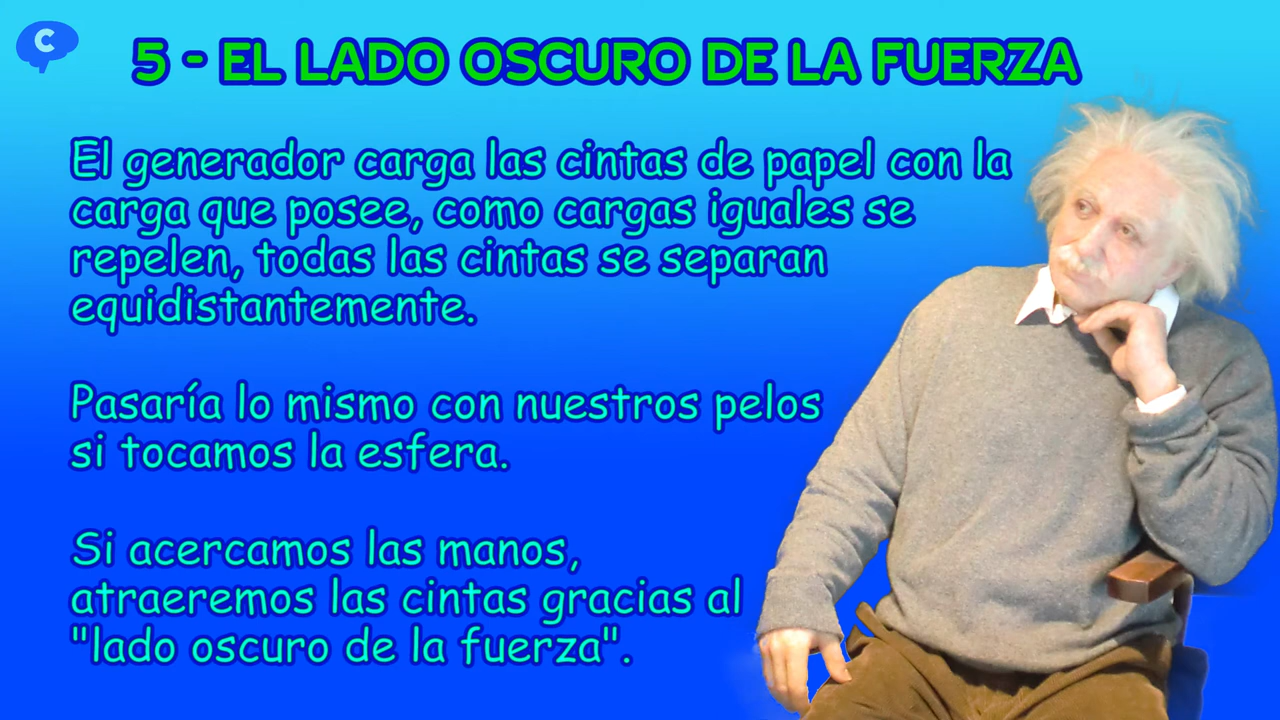 C
5 - EL LADO OSCURO DE LA FUERZA
El generador carga las cintas de papel con la
carga que posee, como cargas iguales se
repelen, todas las cintas se separan
equidistantemente.
Pasaría lo mismo con nuestros pelos
si tocamos la esfera.
Si acercamos las manos,
atraeremos las cintas gracias al
"lado oscuro de la fuerza".